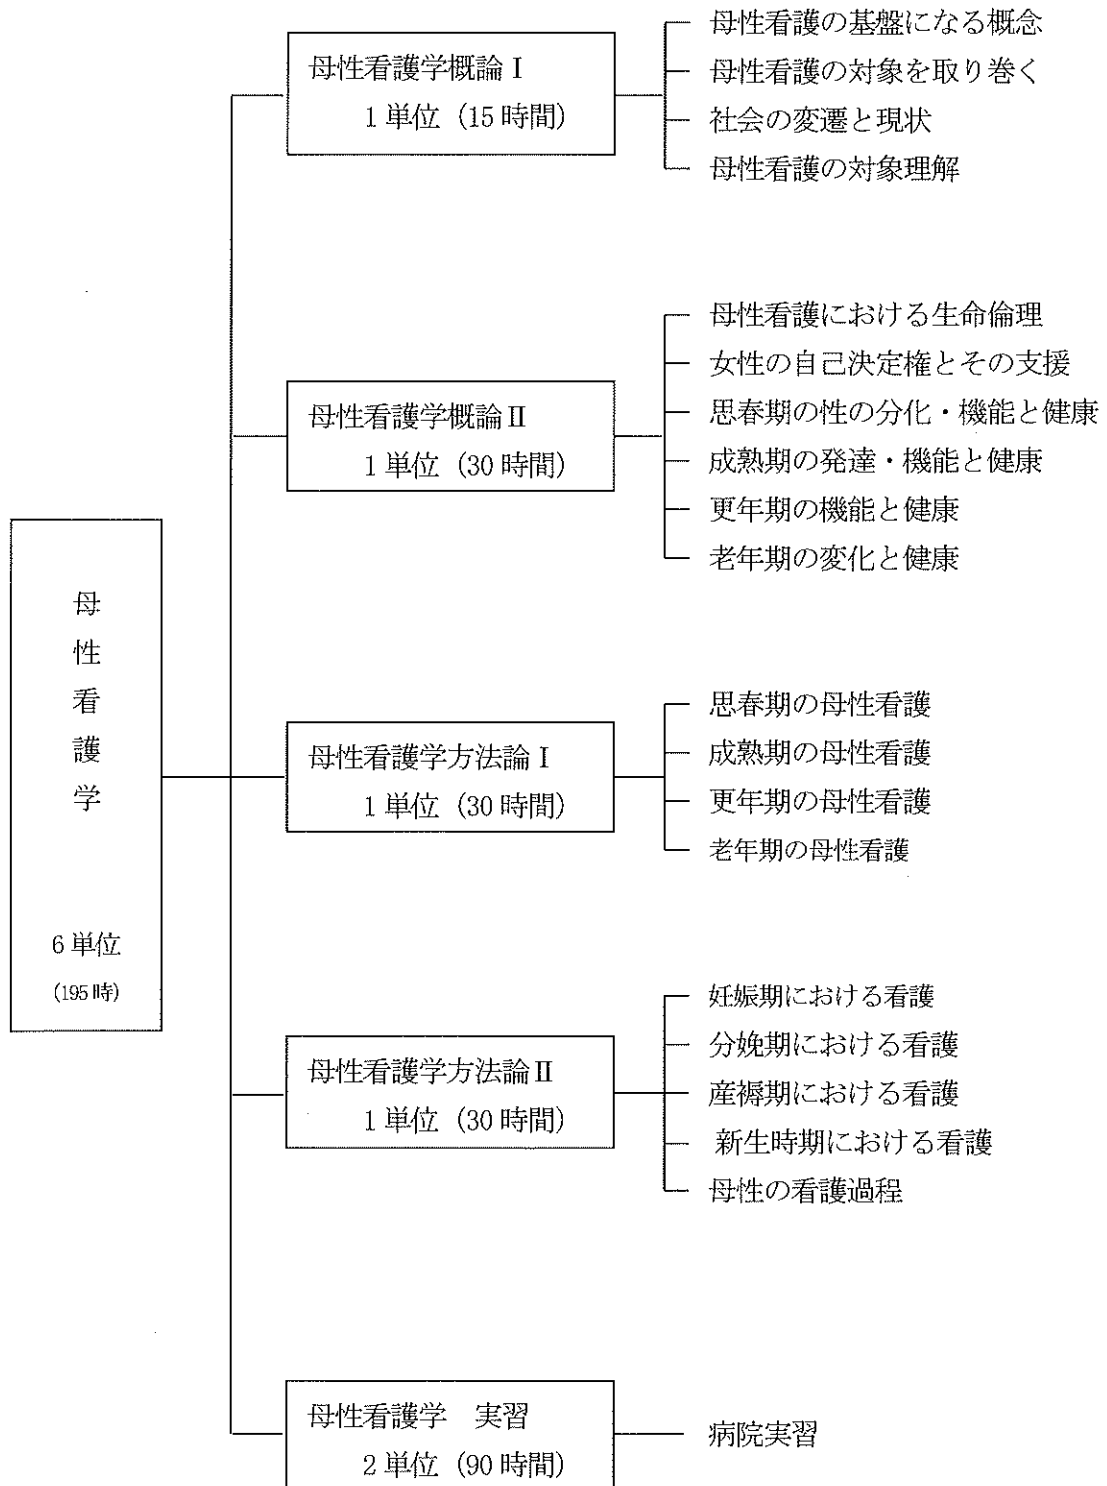 母性看護学
6単位
(195時)
母性看護学概論Ⅰ
1単位（15時間）
母性看護の基盤になる概念
母性看護の対象を取り巻く
社会の変遷と現状
母性看護の対象理解
母性看護学概論Ⅱ
1単位（30時間）
母性看護における生命倫理
女性の自己決定権とその支援
思春期の性の分化・機能と健康
成熟期の発達・機能と健康
更年期の機能と健康
老年期の変化と健康
母性看護学方法論Ⅰ
1単位（30時間）
思春期の母性看護
成熟期の母性看護
更年期の母性看護
老年期の母性看護
母性看護学方法論Ⅱ
1単位（30時間）
妊娠期における看護
分娩期における看護
産褥期における看護
新生時期における看護
母性の看護過程
母性看護学　実習
2単位（90時間）
病院実習